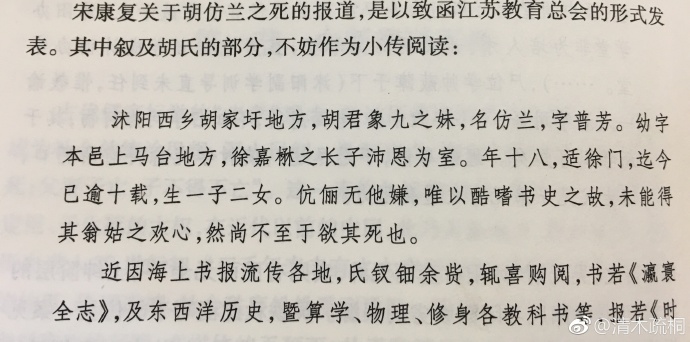 宋康复关于胡仿兰之死的报道，是以致函江苏教育总会的形式发
表。其中叙及胡氏的部分，不妨作为小传阅读：
沭阳西乡胡家圩地方，胡君象九之妹，名仿兰，字普芳。幼字
本邑上马台地方，徐嘉楙之长子沛恩为室。年十八，适徐门，迄今
已逾十载，生一子二女。伉俪无他嫌，唯以酷嗜书史之故，未能得
其翁姑之欢心，然尚不至于欲其死也。
近因海上书报流传各地，氏钗钿余赀，辄喜购阅，书若《瀛寰
全志》，及东西洋历史，暨算学、物理、修身各教科书等，报若《时
@清木疏桐